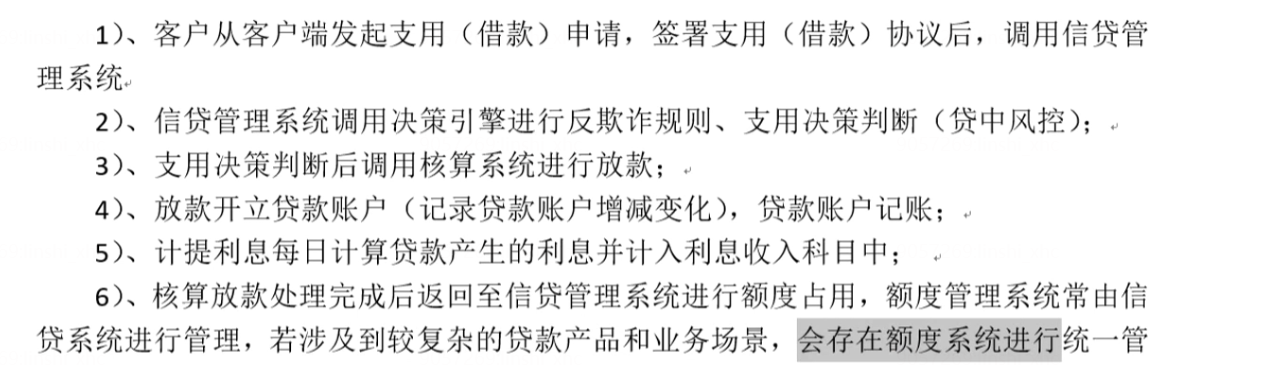 1）、客户从客户端发起支用（借款）申请，签署支用（借款）协议后，调用信贷管
理系统
2）、信贷管理系统调用决策引擎进行反欺诈规则、支用决策判断（贷中风控）；
3）、支用决策判断后调用核算系统进行放款；
4）、放款开立贷款账户（记录贷款账户增减变化），贷款账户记账；
5）、计提利息每日计算贷款产生的利息并计入利息收入科目中；
6）、核算放款处理完成后返回至信贷管理系统进行额度占用，额度管理系统常由信
贷系统进行管理，若涉及到较复杂的贷款产品和业务场景，会存在额度系统进行统一管